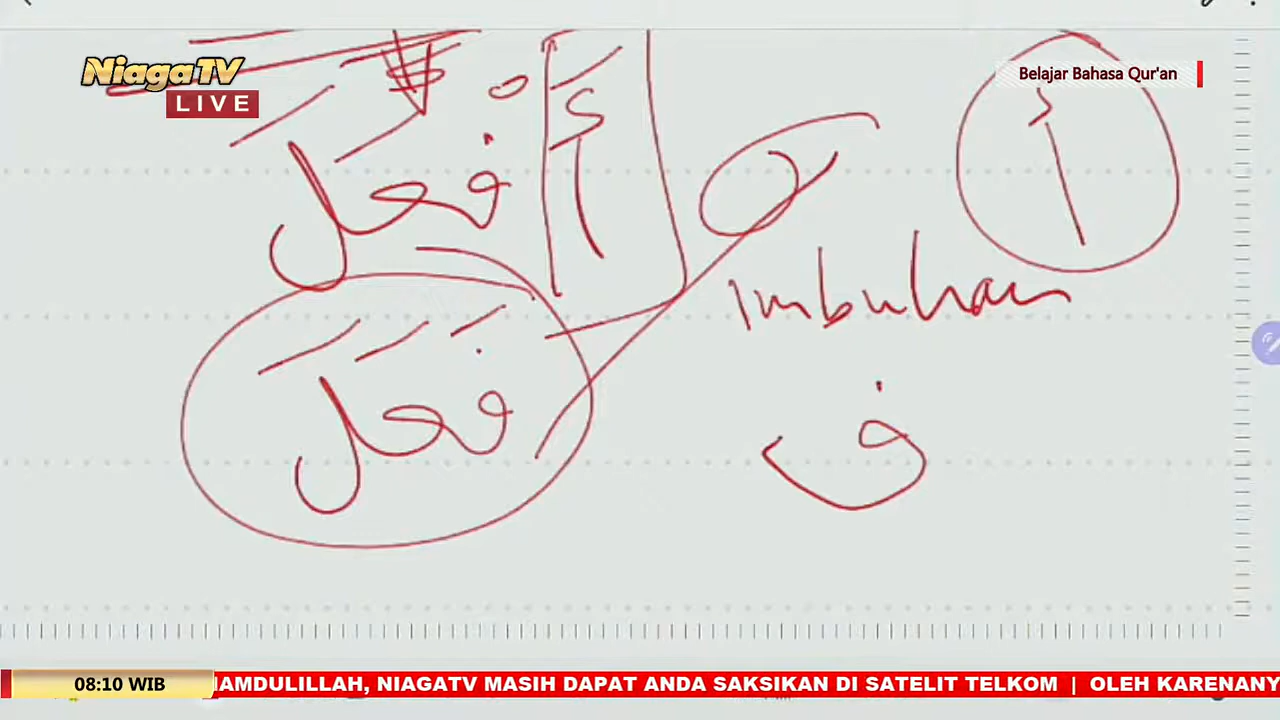 NiagaTV
LIVE
Belajar Bahasa Qur'an
أَفْعَلَ
أ
imbuhan
فَعَلَ
ف
08:10 WIB
AMDULILLAH, NIAGATV MASIH DAPAT ANDA SAKSIKAN DI SATELIT TELKOM | OLEH KARENANY